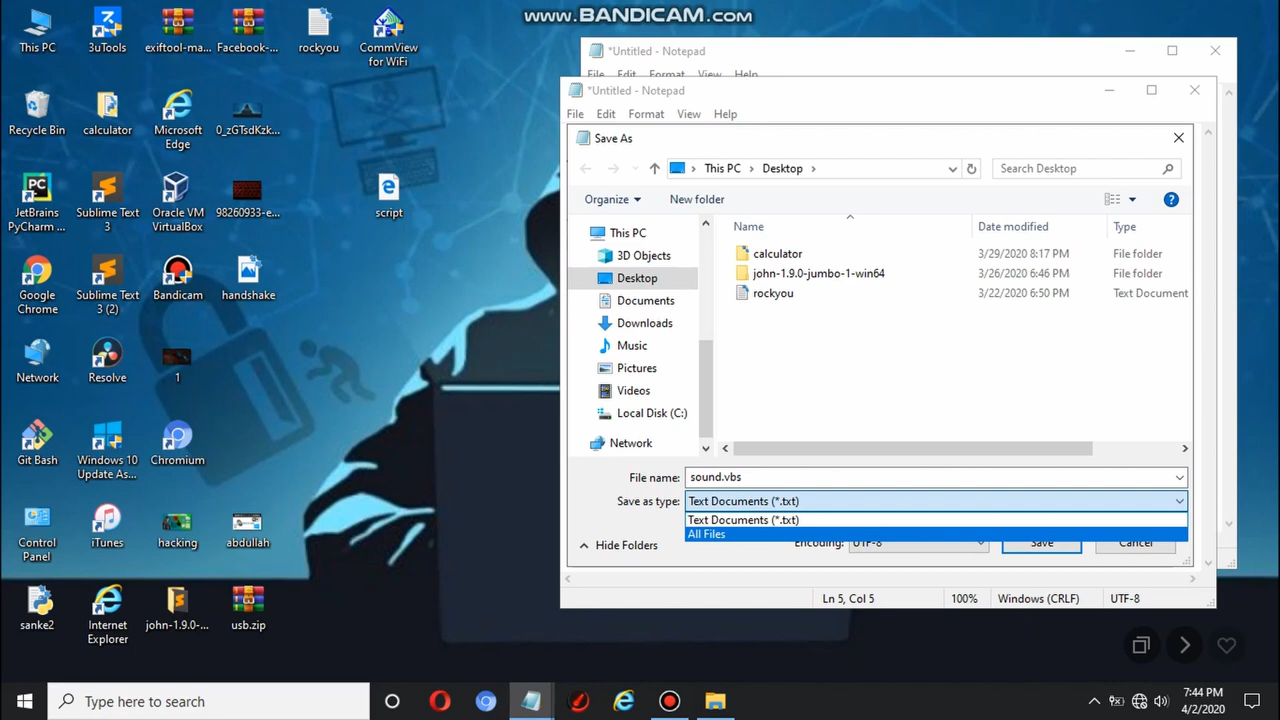 www.BANDICAM.com
This PC
3uTools
exiftool-ma...
Facebook-...
rockyou
CommView
for WiFi
Recycle Bin
calculator
Microsoft
Edge
0_zGTsdKzk...
JetBrains
PyCharm ...
Sublime Text
3
Oracle VM
VirtualBox
98260933-e...
script
Google
Chrome
Sublime Text
3 (2)
Bandicam
handshake
Network
Resolve
1
Git Bash
Windows 10
Update As...
Chromium
Control
Panel
iTunes
hacking
abdullah
sanke2
Internet
Explorer
john-1.9.0-...
usb.zip
*Untitled - Notepad
File Edit Format View Help
*Untitled - Notepad
File Edit Format View Help
Save As
This PC > Desktop >
Search Desktop
Organize New folder
Name Date modified Type
This PC
3D Objects
Desktop
Documents
Downloads
Music
Pictures
Videos
Local Disk (C:)
Network
calculator 3/29/2020 8:17 PM File folder
john-1.9.0-jumbo-1-win64 3/26/2020 6:46 PM File folder
rockyou 3/22/2020 6:50 PM Text Document
File name: sound.vbs
Save as type: Text Documents (*.txt)
Text Documents (*.txt)
All Files
Hide Folders
Encoding: UTF-8 Save Cancel
Ln 5, Col 5 100% Windows (CRLF) UTF-8
Type here to search
7:44 PM
4/2/2020